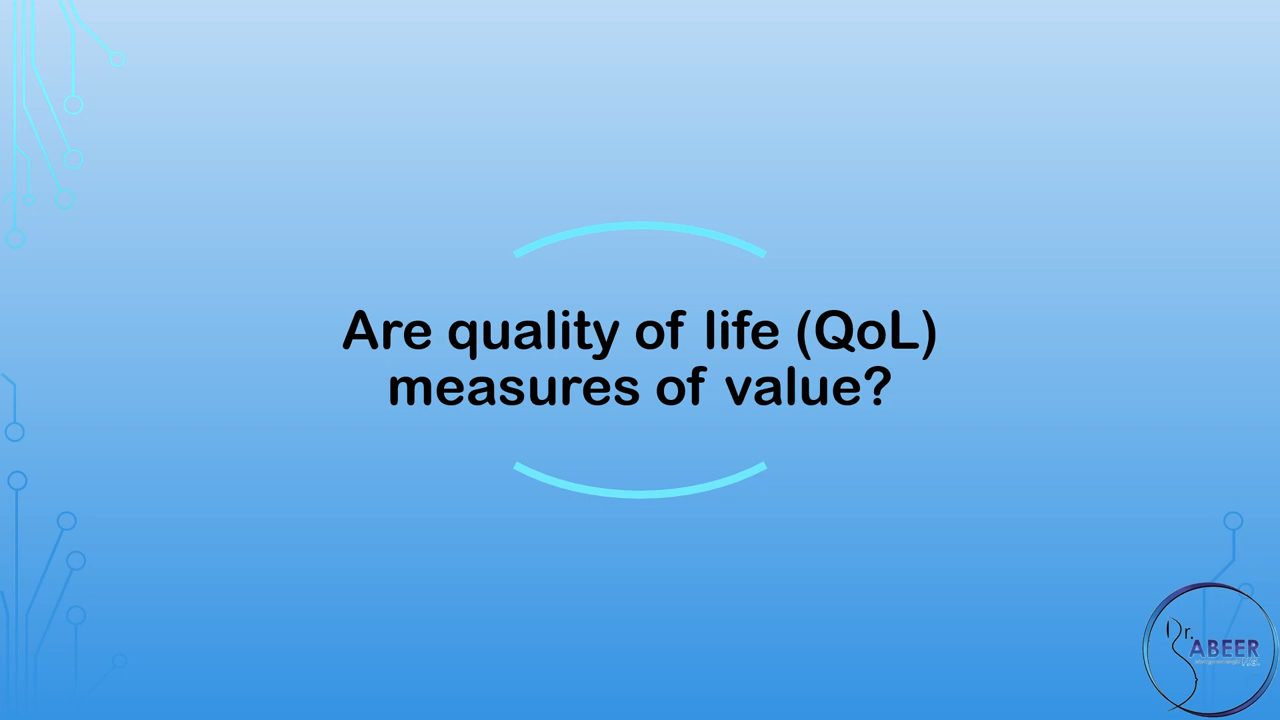 Are quality of life (QoL)
measures of value?
Dr.
ABEER